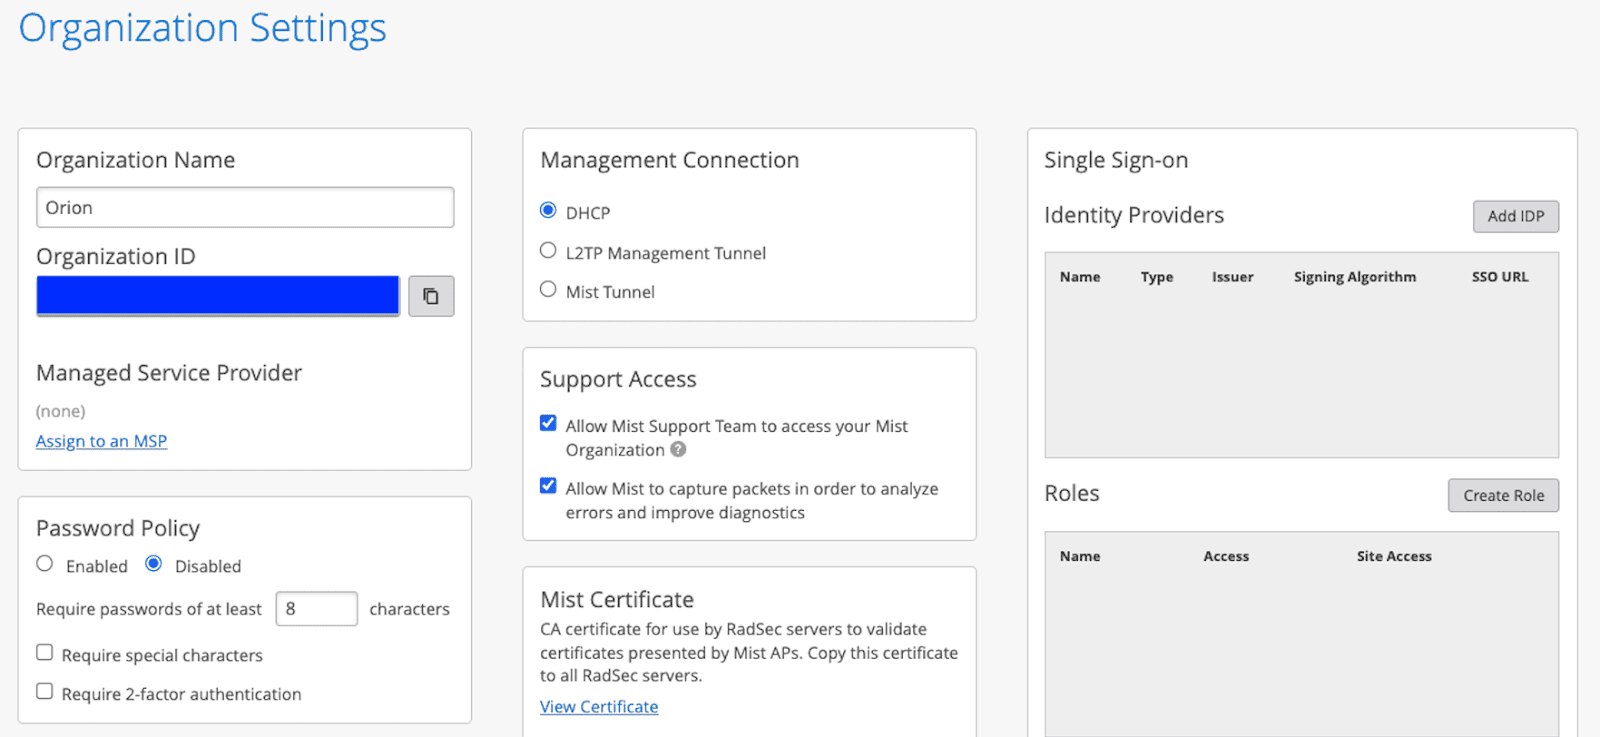 Organization Settings
Organization Name
Orion
Organization ID
Managed Service Provider
(none)
Assign to an MSP
Password Policy
Enabled Disabled
Require passwords of at least 8 characters
Require special characters
Require 2-factor authentication
Management Connection
DHCP
L2TP Management Tunnel
Mist Tunnel
Support Access
Allow Mist Support Team to access your Mist
Organization ?
Allow Mist to capture packets in order to analyze
errors and improve diagnostics
Mist Certificate
CA certificate for use by RadSec servers to validate
certificates presented by Mist APs. Copy this certificate
to all RadSec servers.
View Certificate
Single Sign-on
Identity Providers Add IDP
Name Type Issuer Signing Algorithm SSO URL
Roles Create Role
Name Access Site Access